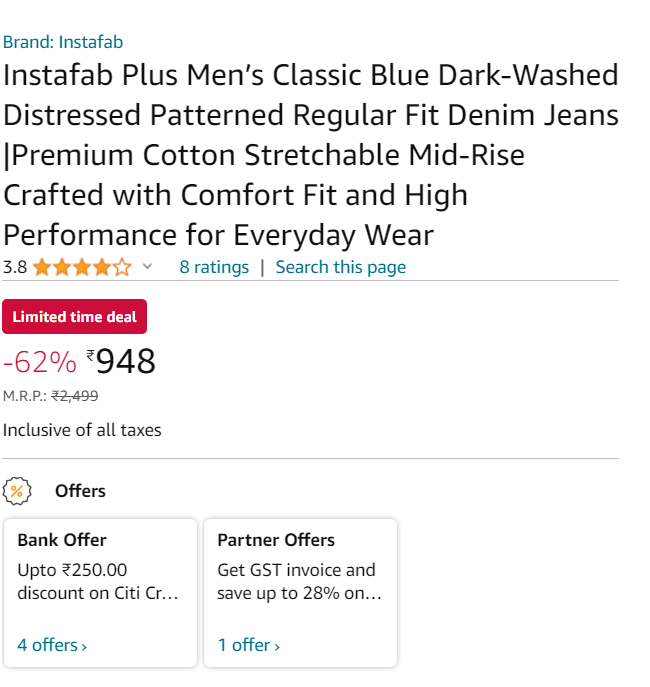 Brand: Instafab
Instafab Plus Men’s Classic Blue Dark-Washed
Distressed Patterned Regular Fit Denim Jeans
|Premium Cotton Stretchable Mid-Rise
Crafted with Comfort Fit and High
Performance for Everyday Wear
3.8 8 ratings | Search this page
Limited time deal
-62% ₹948
M.R.P.: ₹2,499
Inclusive of all taxes
% Offers
Bank Offer
Upto ₹250.00
discount on Citi Cr...
4 offers ›
Partner Offers
Get GST invoice and
save up to 28% on...
1 offer ›